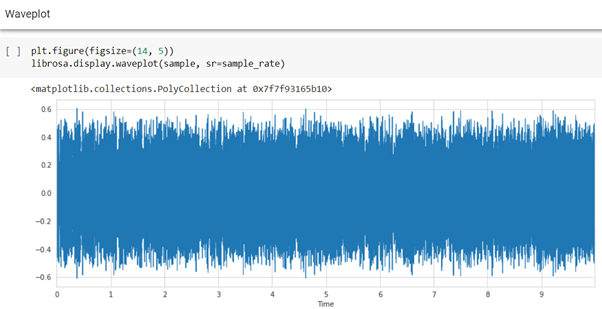 Waveplot
[ ] plt.figure(figsize=(14, 5))
librosa.display.waveplot(sample, sr=sample_rate)
<matplotlib.collections.PolyCollection at 0x7f7f93165b10>
0.6
0.4
0.2
0.0
−0.2
−0.4
−0.6
0 1 2 3 4 5 6 7 8 9
Time